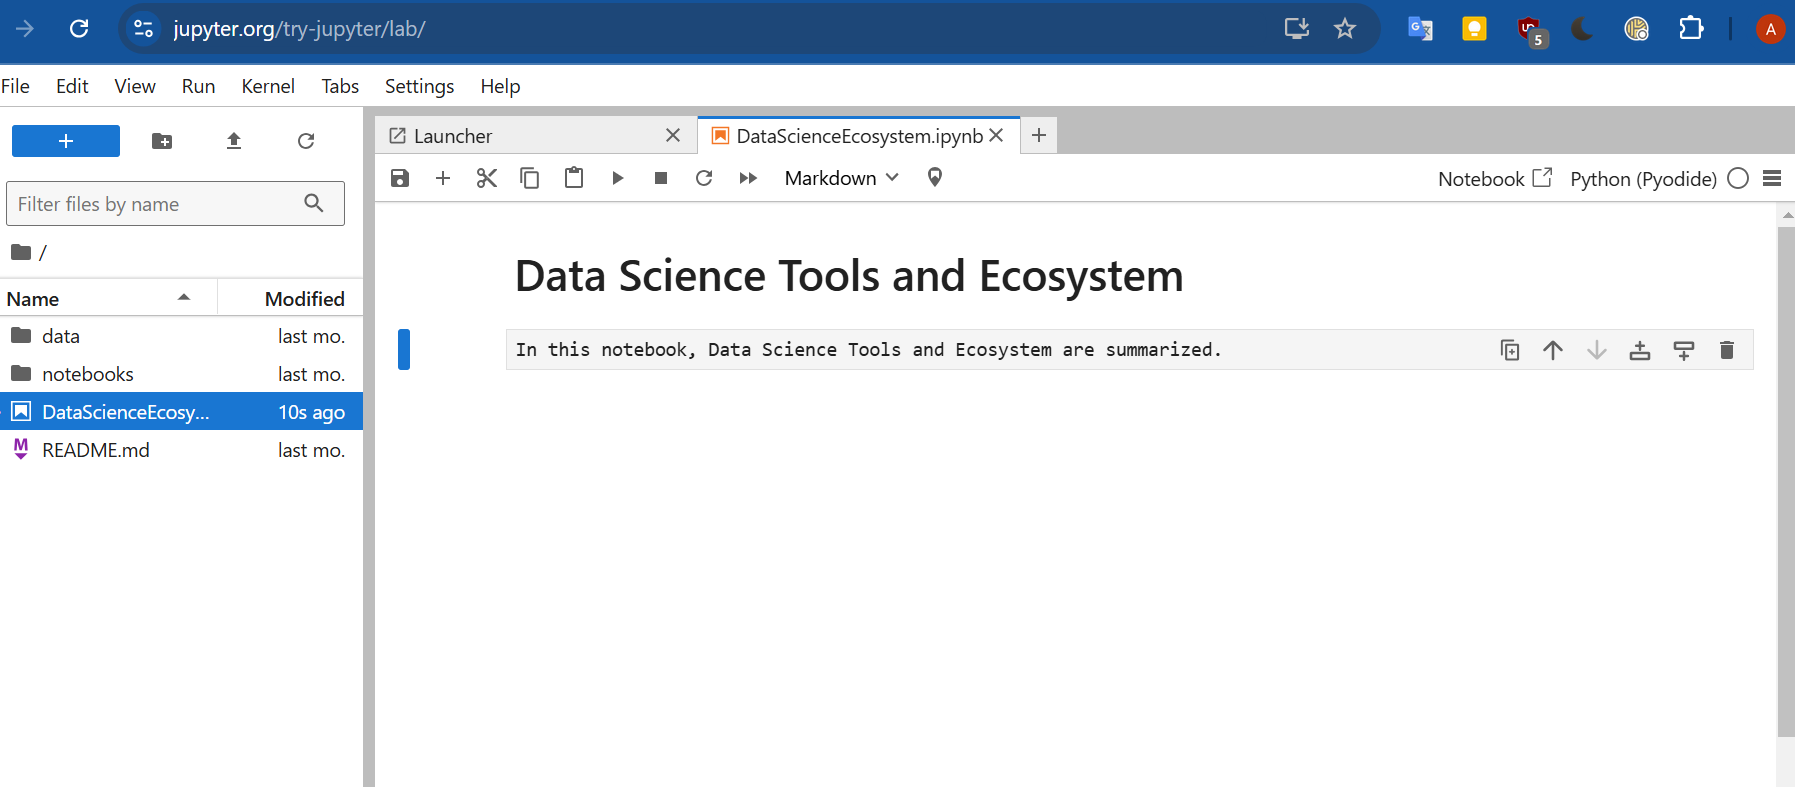 jupyter.org/try-jupyter/lab/
5
A
File Edit View Run Kernel Tabs Settings Help
Launcher
DataScienceEcosystem.ipynb
Markdown
Notebook
Python (Pyodide)
Filter files by name
/
Name Modified
data last mo.
notebooks last mo.
DataScienceEcosy... 10s ago
README.md last mo.
Data Science Tools and Ecosystem
In this notebook, Data Science Tools and Ecosystem are summarized.